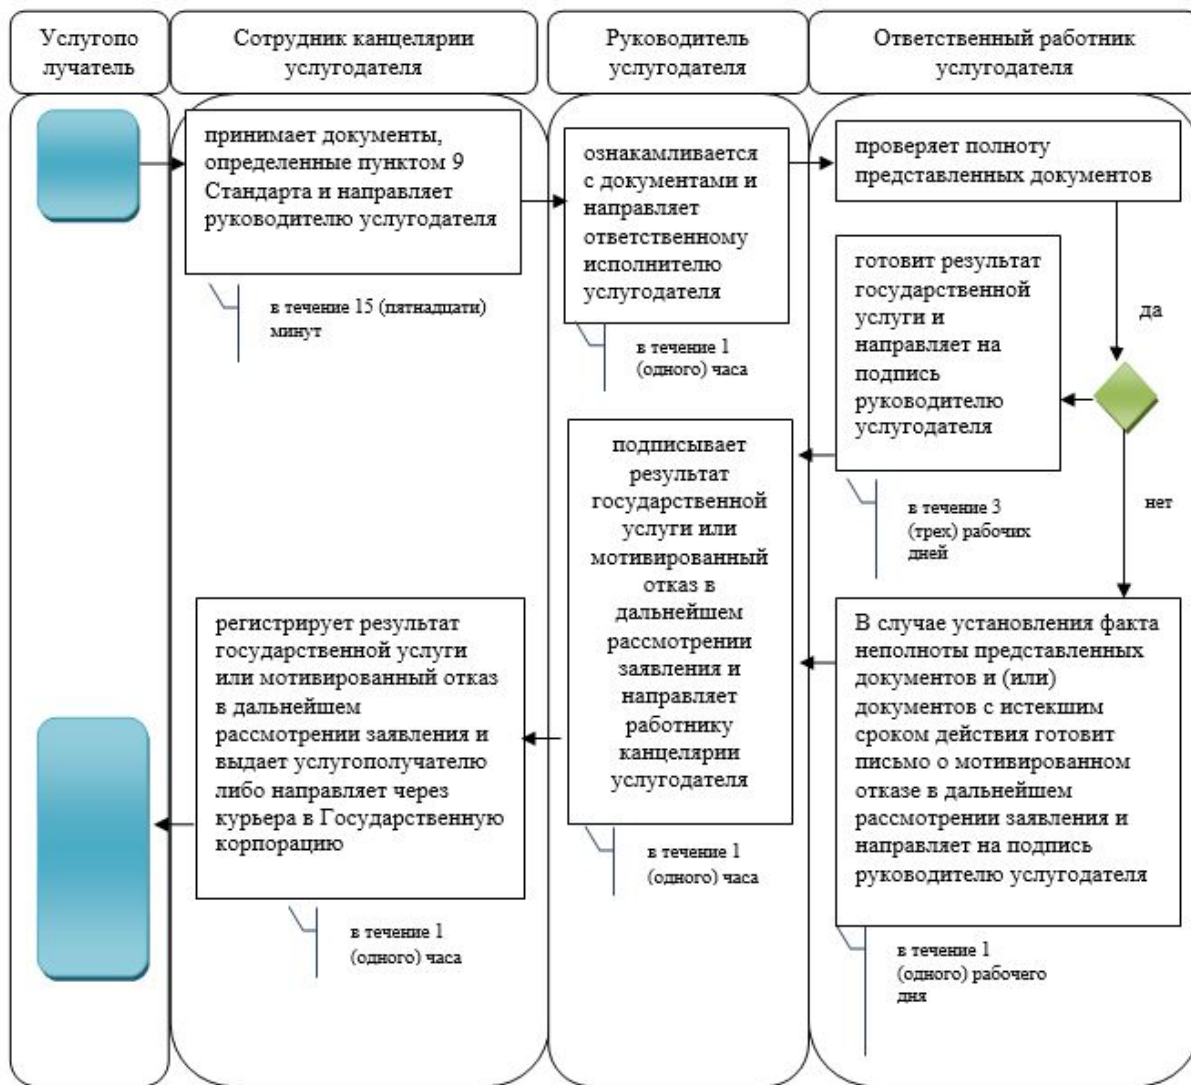 Услугопо
лучатель
Сотрудник канцелярии
услугодателя
Руководитель
услугодателя
Ответственный работник
услугодателя
принимает документы,
определенные пунктом 9
Стандарта и направляет
руководителю услугодателя
в течение 15 (пятнадцати)
минут
ознакамливается
с документами и
направляет
ответственному
исполнителю
услугодателя
в течение 1
(одного) часа
проверяет полноту
представленных документов
да
готовит результат
государственной
услуги и
направляет на
подпись
руководителю
услугодателя
в течение 3
(трех) рабочих
дней
нет
В случае установления факта
неполноты представленных
документов и (или)
документов с истекшим
сроком действия готовит
письмо о мотивированном
отказе в дальнейшем
рассмотрении заявления и
направляет на подпись
руководителю услугодателя
в течение 1
(одного) рабочего
дня
подписывает
результат
государственной
услуги или
мотивированный
отказ в
дальнейшем
рассмотрении
заявления и
направляет
работнику
канцелярии
услугодателя
в течение 1
(одного) часа
регистрирует результат
государственной услуги
или мотивированный отказ
в дальнейшем
рассмотрении заявления и
выдает услугополучателю
либо направляет через
курьера в Государственную
корпорацию
в течение 1
(одного) часа